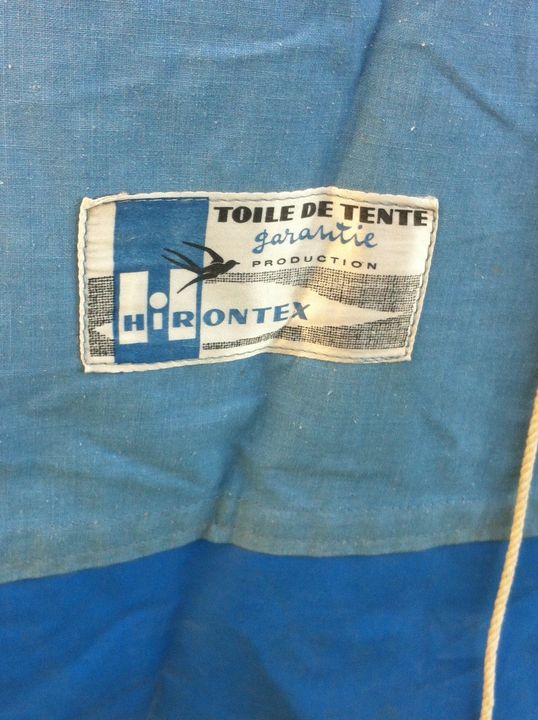 TOILE DE TENTE
garantie
PRODUCTION
HiRONTEX